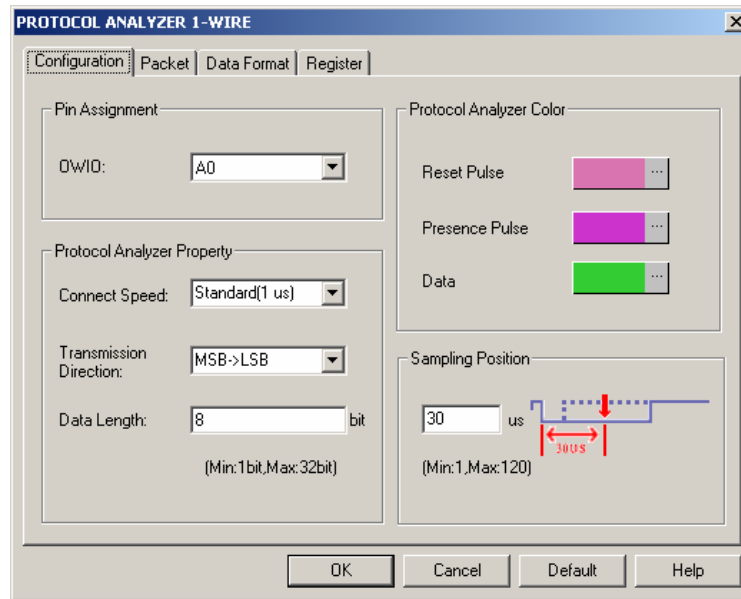 PROTOCOL ANALYZER 1-WIRE
Configuration Packet Data Format Register
Pin Assignment
OWIO: A0
Protocol Analyzer Property
Connect Speed: Standard(1 us)
Transmission
Direction: MSB->LSB
Data Length: 8 bit
(Min:1bit,Max:32bit)
Protocol Analyzer Color
Reset Pulse ...
Presence Pulse ...
Data ...
Sampling Position
30 us
30US
(Min:1,Max:120)
OK Cancel Default Help